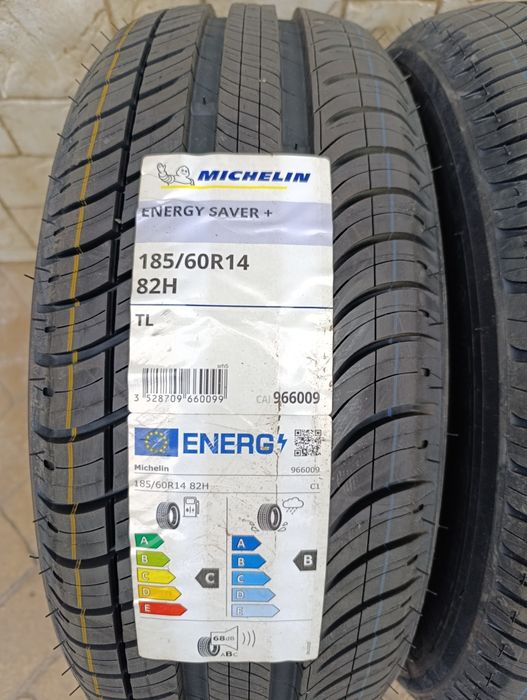 MICHELIN
ENERGY SAVER +
185/60R14
82H
TL
wh5
3 528709 660099
CAI 966009
ENERG
Michelin 966009
185/60R14 82H C1
A
B
C
D
E
C
A
B
C
D
E
B
68dB
ABC